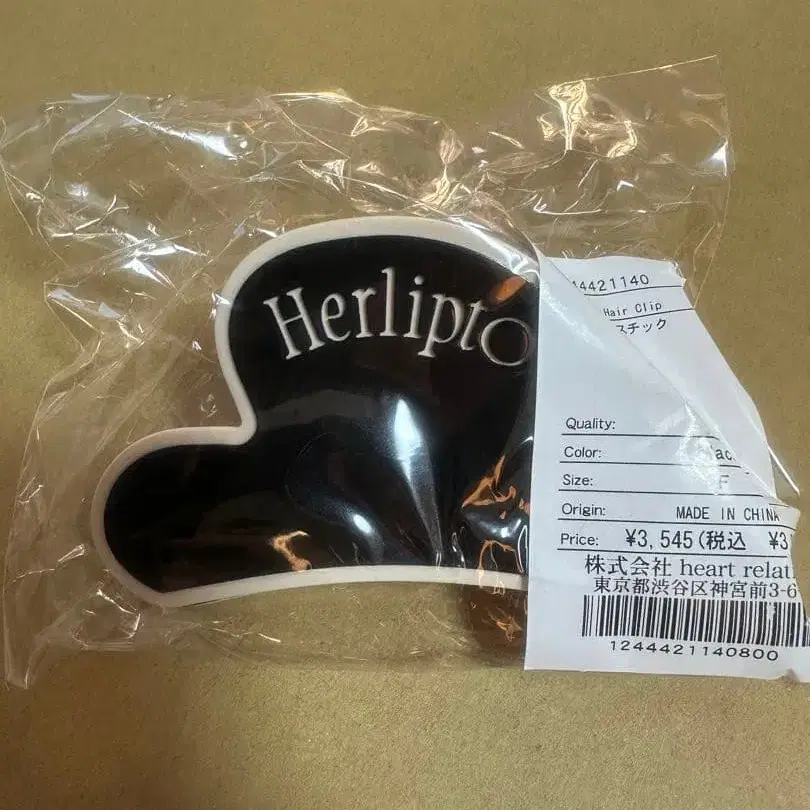 Herlipto
4421140
Hair Clip
スチック
Quality:
Color: lac
Size: F
Origin: MADE IN CHINA
Price: ¥3,545(税込 ¥3
株式会社 heart relat
東京都渋谷区神宮前3-6
1244421140800